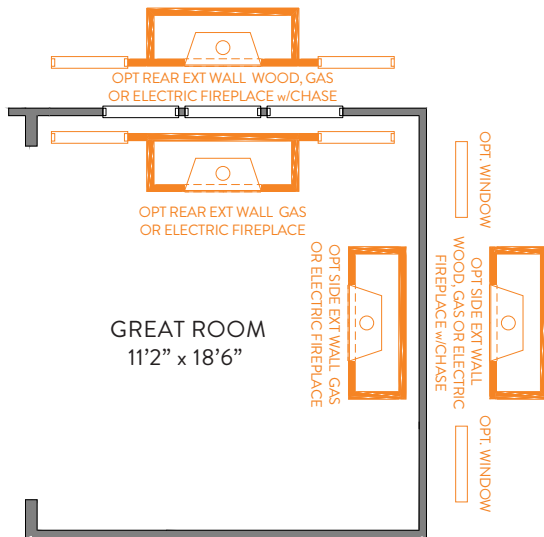 OPT REAR EXT WALL WOOD, GAS
OR ELECTRIC FIREPLACE w/CHASE
OPT REAR EXT WALL GAS
OR ELECTRIC FIREPLACE
GREAT ROOM
11'2" x 18'6"
OPT SIDE EXT WALL GAS
OR ELECTRIC FIREPLACE
OPT. WINDOW
OPT SIDE EXT WALL
WOOD, GAS OR ELECTRIC
FIREPLACE w/CHASE
OPT. WINDOW